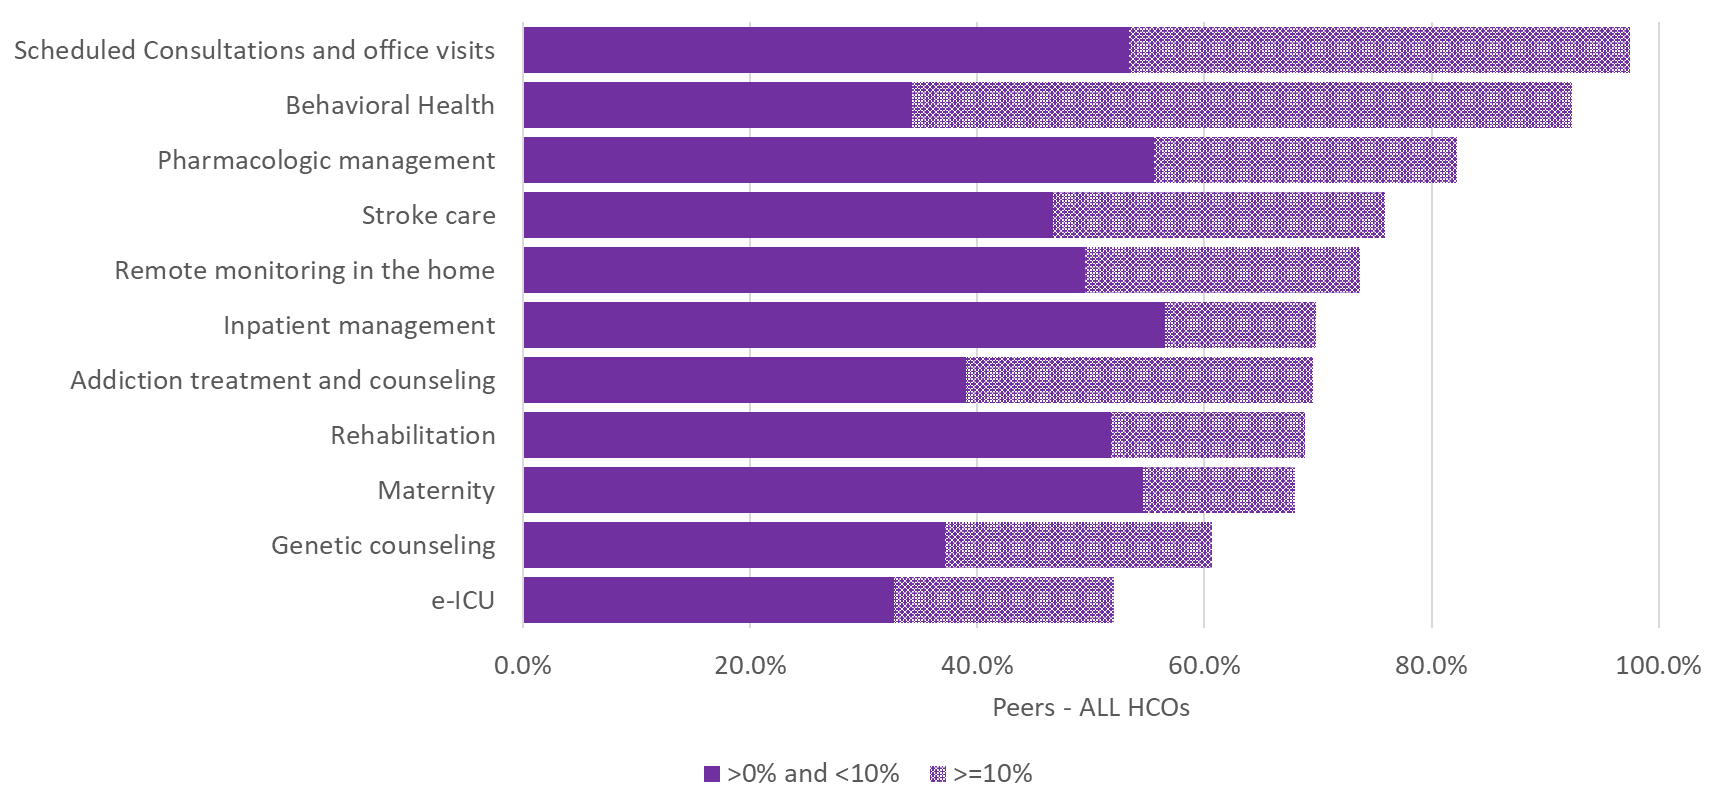 Scheduled Consultations and office visits
Behavioral Health
Pharmacologic management
Stroke care
Remote monitoring in the home
Inpatient management
Addiction treatment and counseling
Rehabilitation
Maternity
Genetic counseling
e-ICU
0.0% 20.0% 40.0% 60.0% 80.0% 100.0%
Peers - ALL HCOs
>0% and <10% >=10%